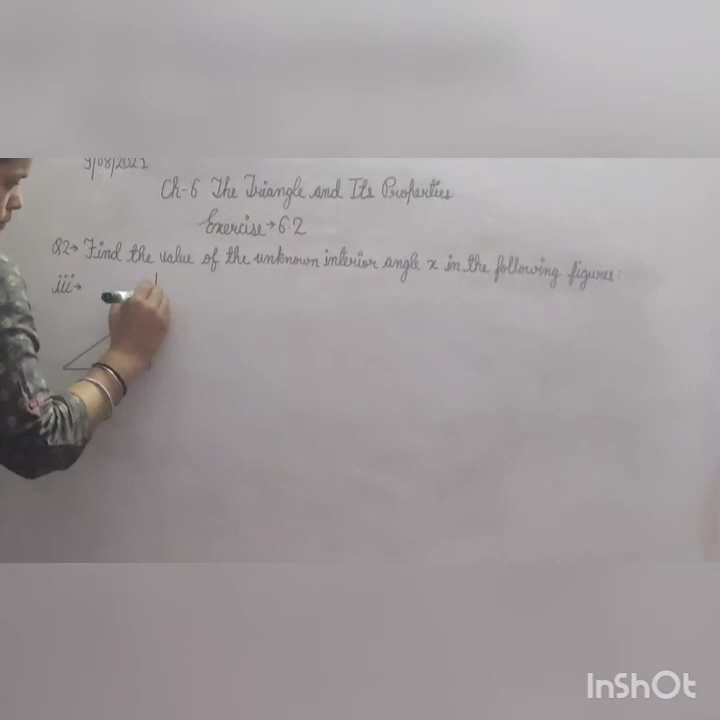 9/08/2021
Ch-6 The Triangle and Its Properties
Exercise→6.2
Q2→ Find the value of the unknown interior angle x in the following figures:
iii→
InShOt